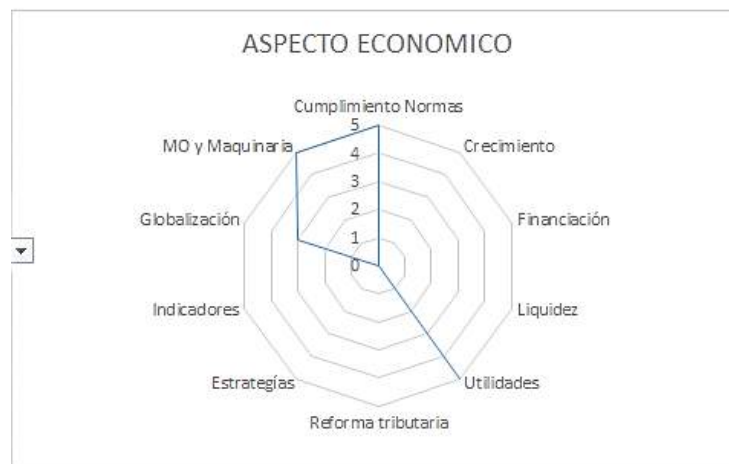 ASPECTO ECONOMICO
Cumplimiento Normas
5
MO y Maquinaria
Crecimiento
4
3
Globalización
2
Financiación
1
0
Indicadores
Liquidez
Estrategías
Utilidades
Reforma tributaria